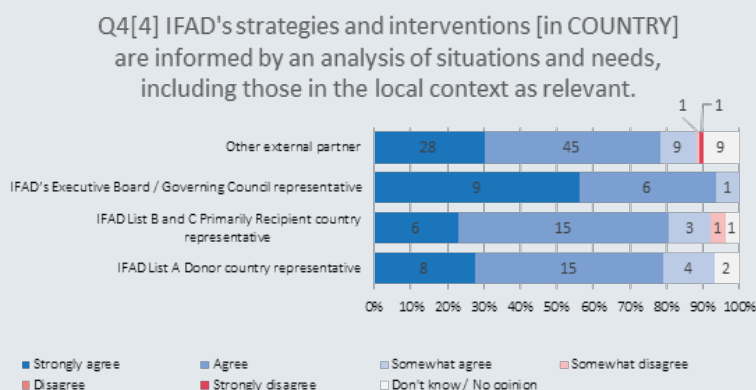 Q4[4] IFAD's strategies and interventions [in COUNTRY]
are informed by an analysis of situations and needs,
including those in the local context as relevant.
1 1
Other external partner 28 45 9 9
IFAD's Executive Board / Governing Council representative 9 6 1
IFAD List B and C Primarily Recipient country
representative 6 15 3 1 1
IFAD List A Donor country representative 8 15 4 2
0% 10% 20% 30% 40% 50% 60% 70% 80% 90% 100%
Strongly agree Agree Somewhat agree Somewhat disagree
Disagree Strongly disagree Don't know / No opinion